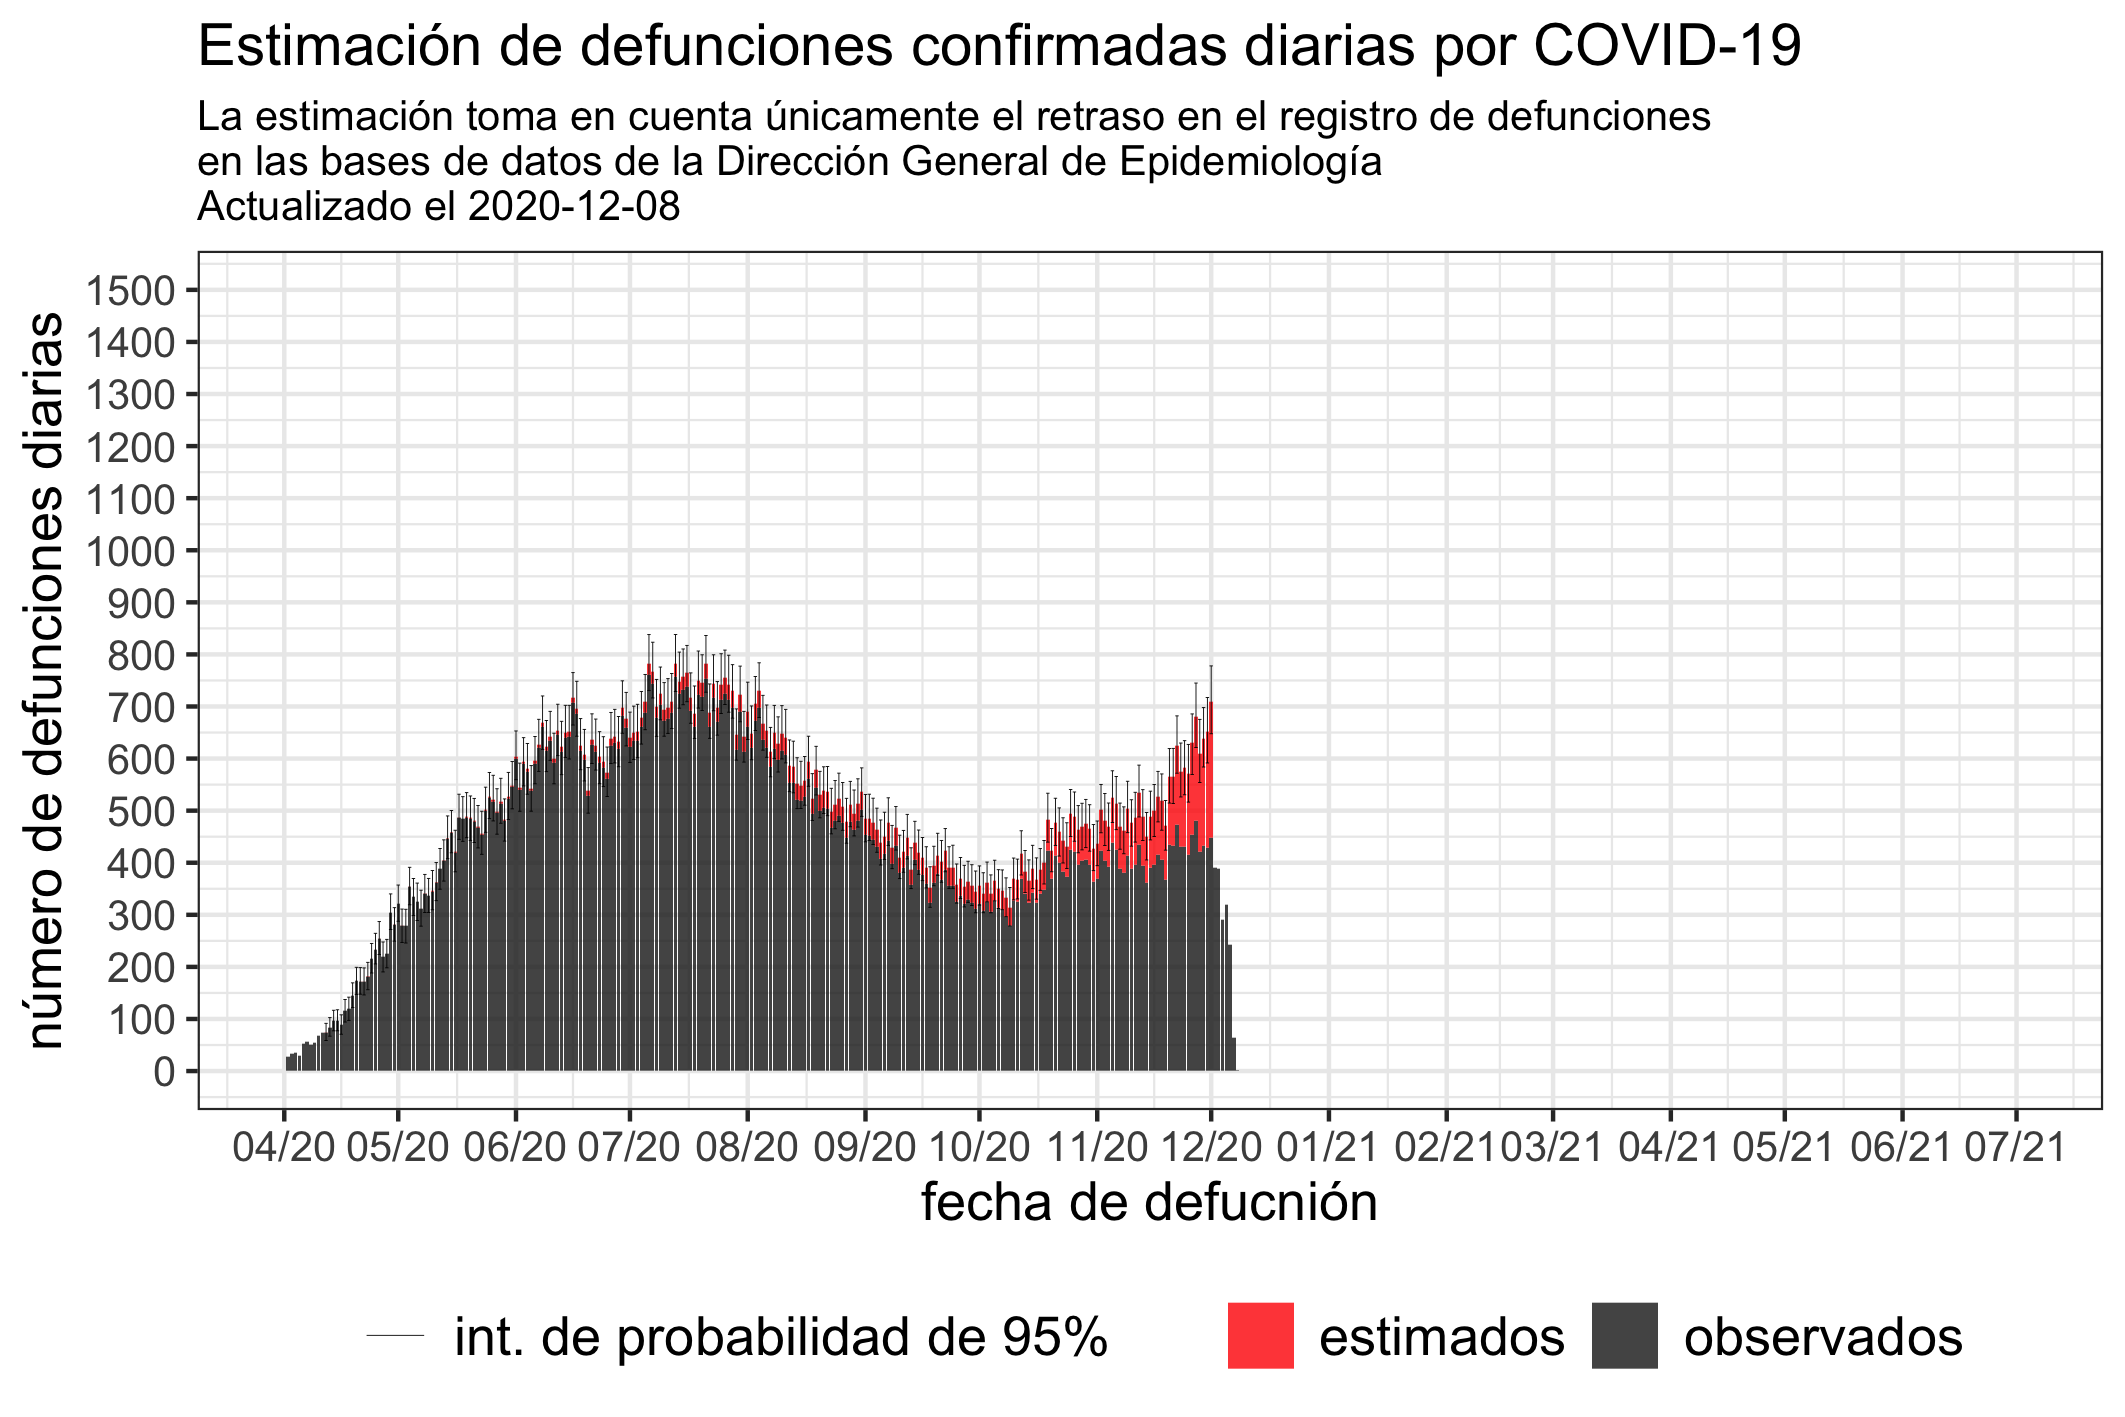 Estimación de defunciones confirmadas diarias por COVID-19
La estimación toma en cuenta únicamente el retraso en el registro de defunciones
en las bases de datos de la Dirección General de Epidemiología
Actualizado el 2020-12-08
número de defunciones diarias
1500
1400
1300
1200
1100
1000
900
800
700
600
500
400
300
200
100
0
04/20 05/20 06/20 07/20 08/20 09/20 10/20 11/20 12/20 01/21 02/21 03/21 04/21 05/21 06/21 07/21
fecha de defucnión
int. de probabilidad de 95% estimados observados